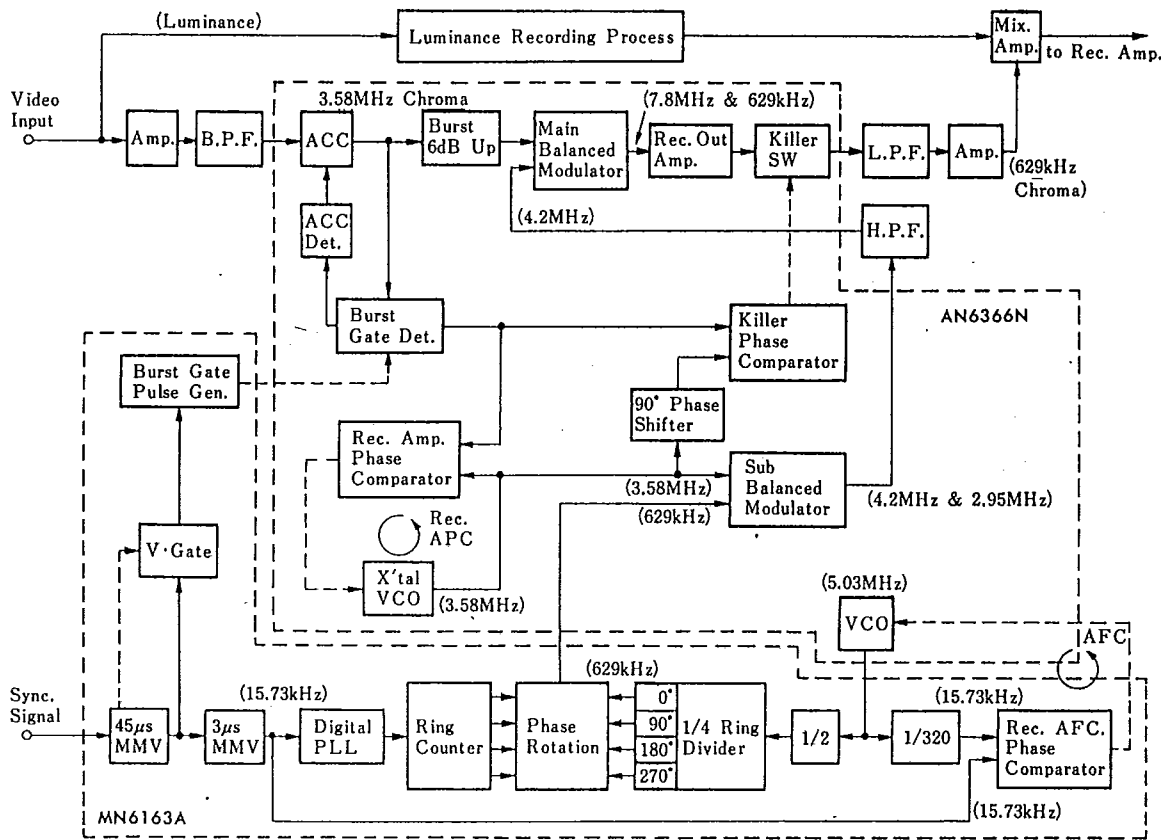 (Luminance)
Luminance Recording Process
Mix.
Amp.
to Rec. Amp.
Video
Input
Amp.
B.P.F.
3.58MHz Chroma
ACC
Burst
6dB Up
Main
Balanced
Modulator
(7.8MHz & 629kHz)
Rec. Out
Amp.
Killer
SW
L.P.F.
Amp.
(629kHz
Chroma)
ACC
Det.
(4.2MHz)
H.P.F.
Burst
Gate Det.
Killer
Phase
Comparator
AN6366N
Burst Gate
Pulse Gen.
90° Phase
Shifter
Rec. Amp.
Phase
Comparator
(3.58MHz)
(629kHz)
Sub
Balanced
Modulator
(4.2MHz & 2.95MHz)
V·Gate
Rec.
APC
X'tal
VCO
(3.58MHz)
(5.03MHz)
VCO
AFC
Sync.
Signal
45μs
MMV
3μs
MMV
(15.73kHz)
Digital
PLL
Ring
Counter
Phase
Rotation
(629kHz)
0°
90°
180°
270°
1/4 Ring
Divider
1/2
1/320
(15.73kHz)
Rec. AFC.
Phase
Comparator
(15.73kHz)
MN6163A